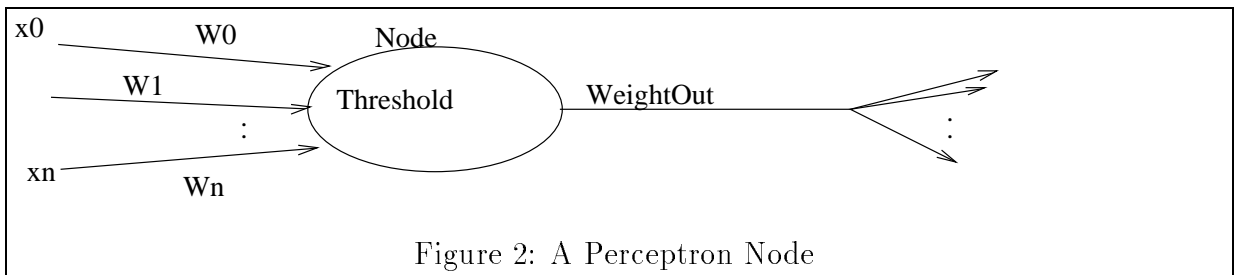 x0
W0
Node
W1
Threshold
WeightOut
:
:
xn
Wn
Figure 2: A Perceptron Node